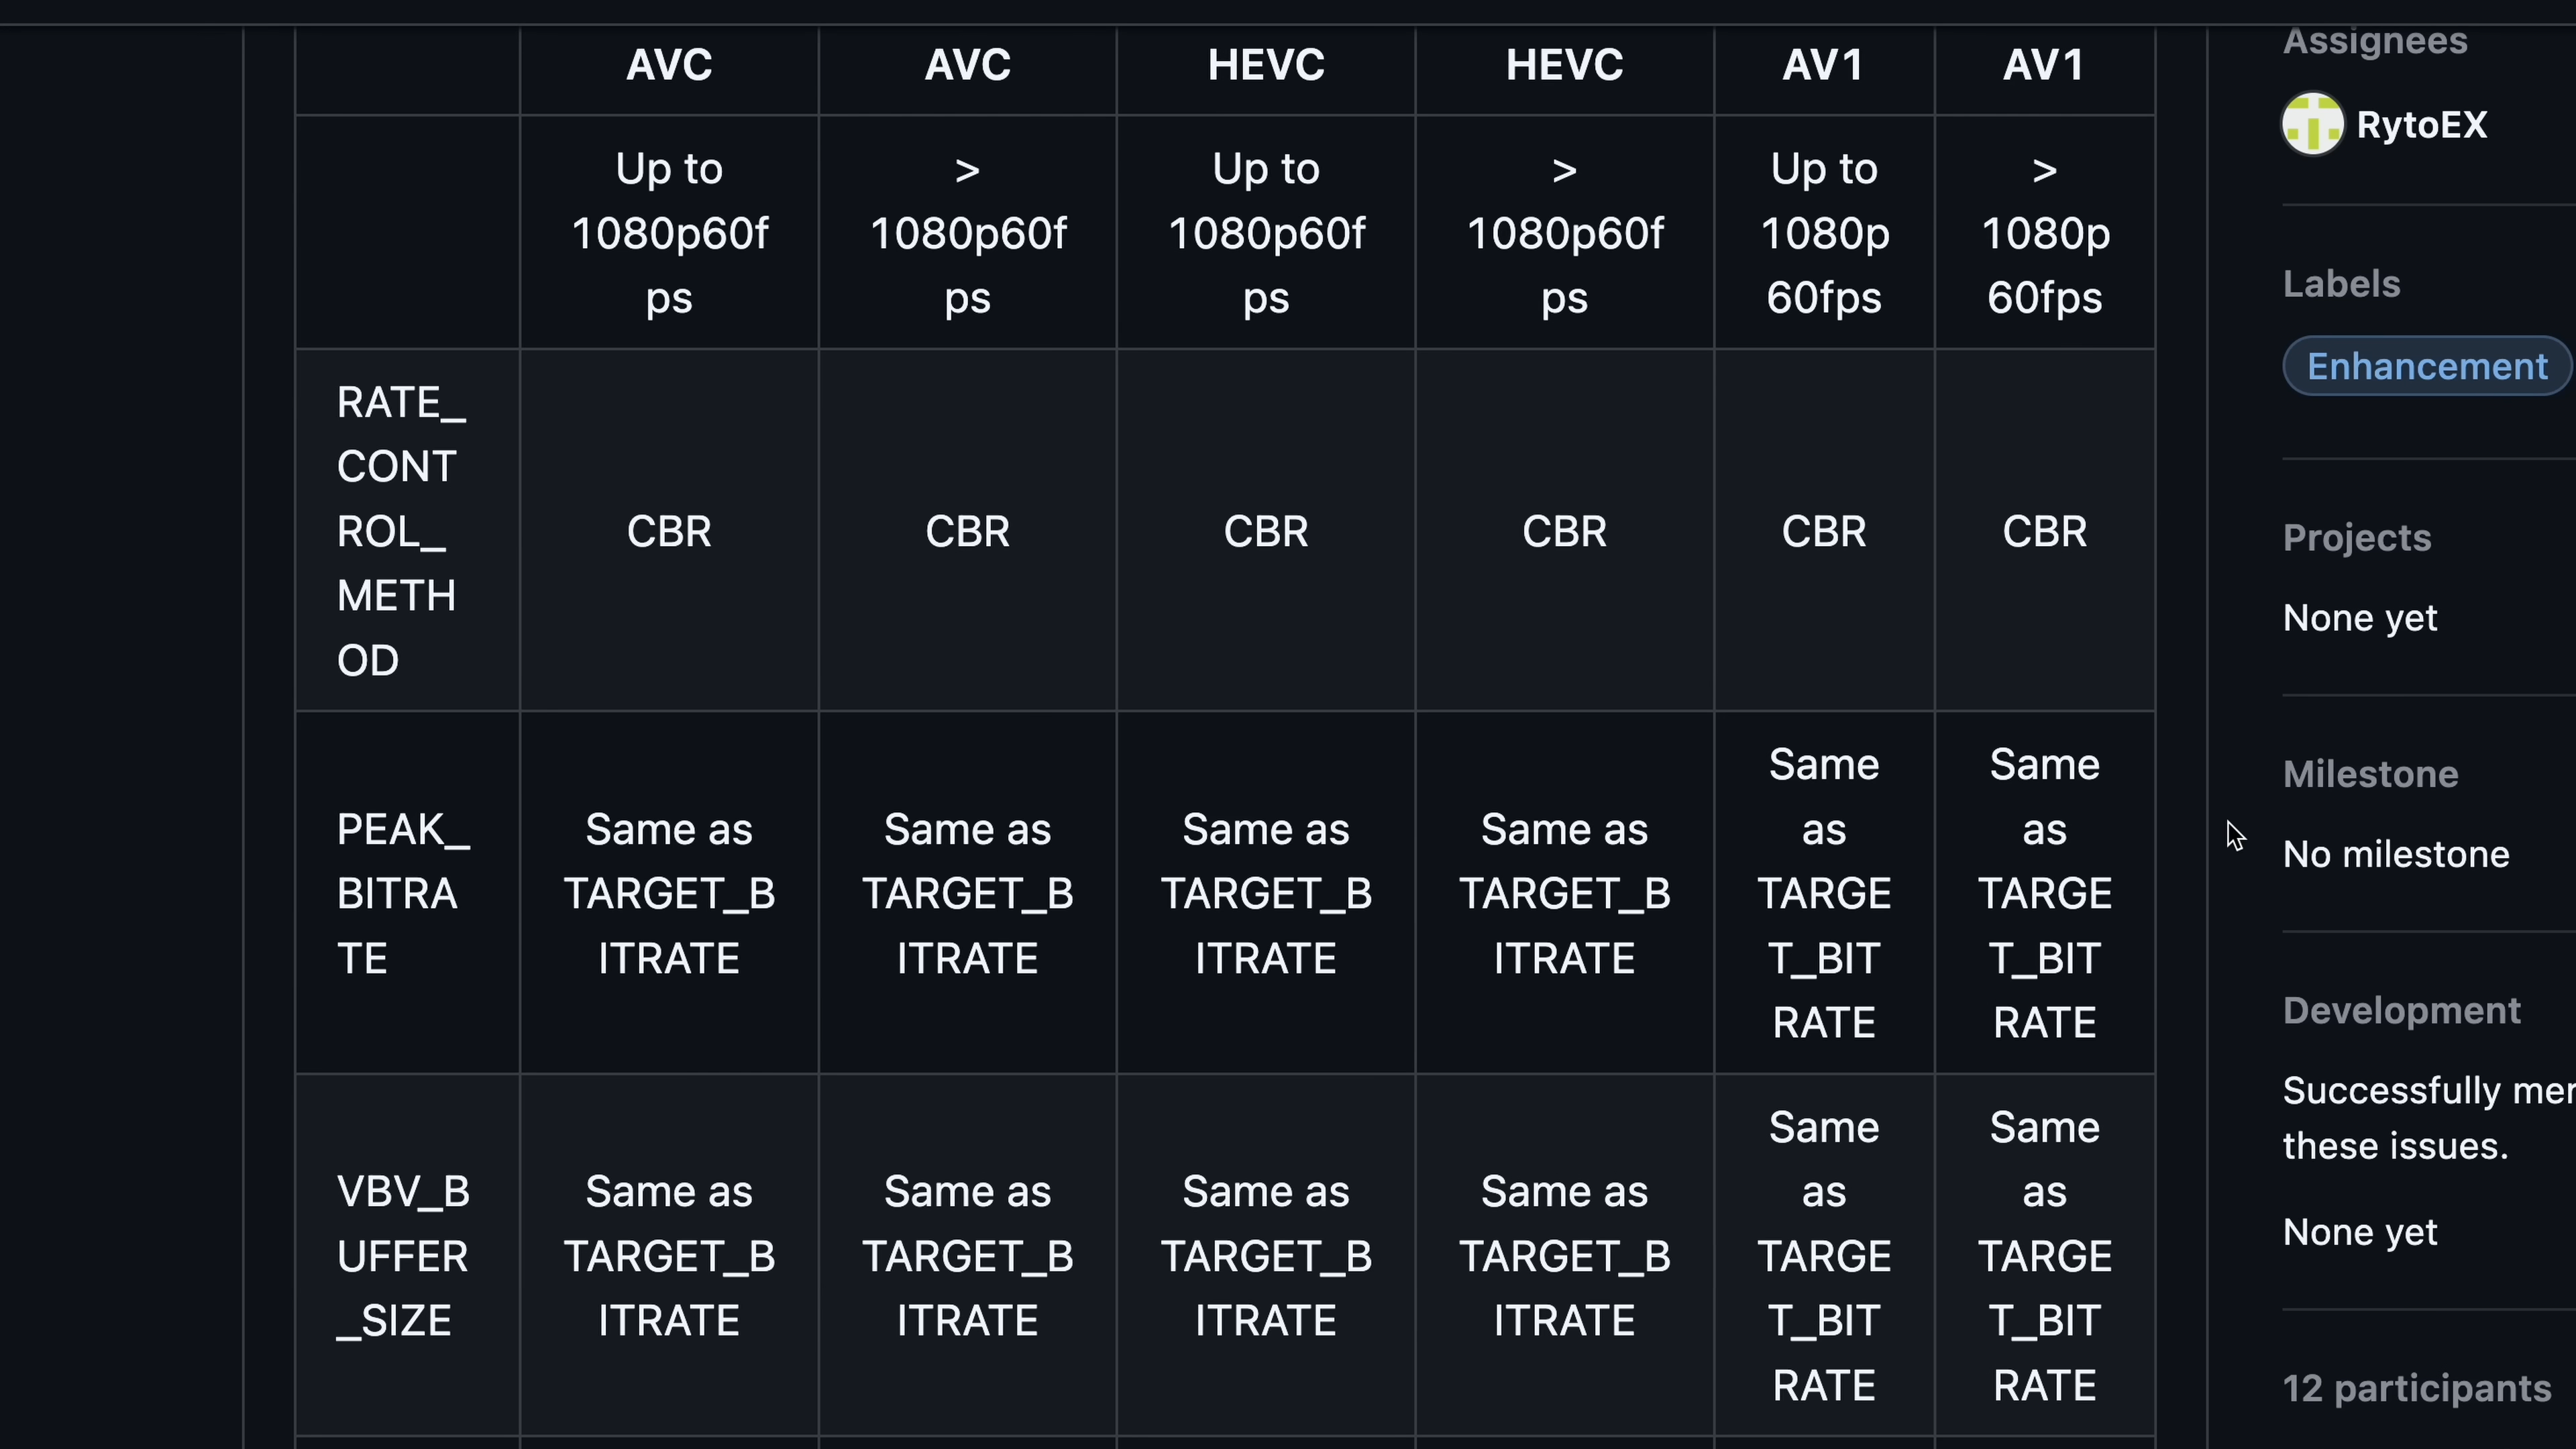 AVC AVC HEVC HEVC AV1 AV1
Up to > Up to > Up to >
1080p60f 1080p60f 1080p60f 1080p60f 1080p 1080p
ps ps ps ps 60fps 60fps
RATE_
CONT
ROL_
METH
OD
CBR CBR CBR CBR CBR CBR
PEAK_
BITRA
TE
Same as
TARGET_B
ITRATE
Same as
TARGET_B
ITRATE
Same as
TARGET_B
ITRATE
Same as
TARGET_B
ITRATE
Same
as
TARGE
T_BIT
RATE
Same
as
TARGE
T_BIT
RATE
VBV_B
UFFER
_SIZE
Same as
TARGET_B
ITRATE
Same as
TARGET_B
ITRATE
Same as
TARGET_B
ITRATE
Same as
TARGET_B
ITRATE
Same
as
TARGE
T_BIT
RATE
Same
as
TARGE
T_BIT
RATE
Assignees
RytoEX
Labels
Enhancement
Projects
None yet
Milestone
No milestone
Development
Successfully
these issues.
None yet
12 participants